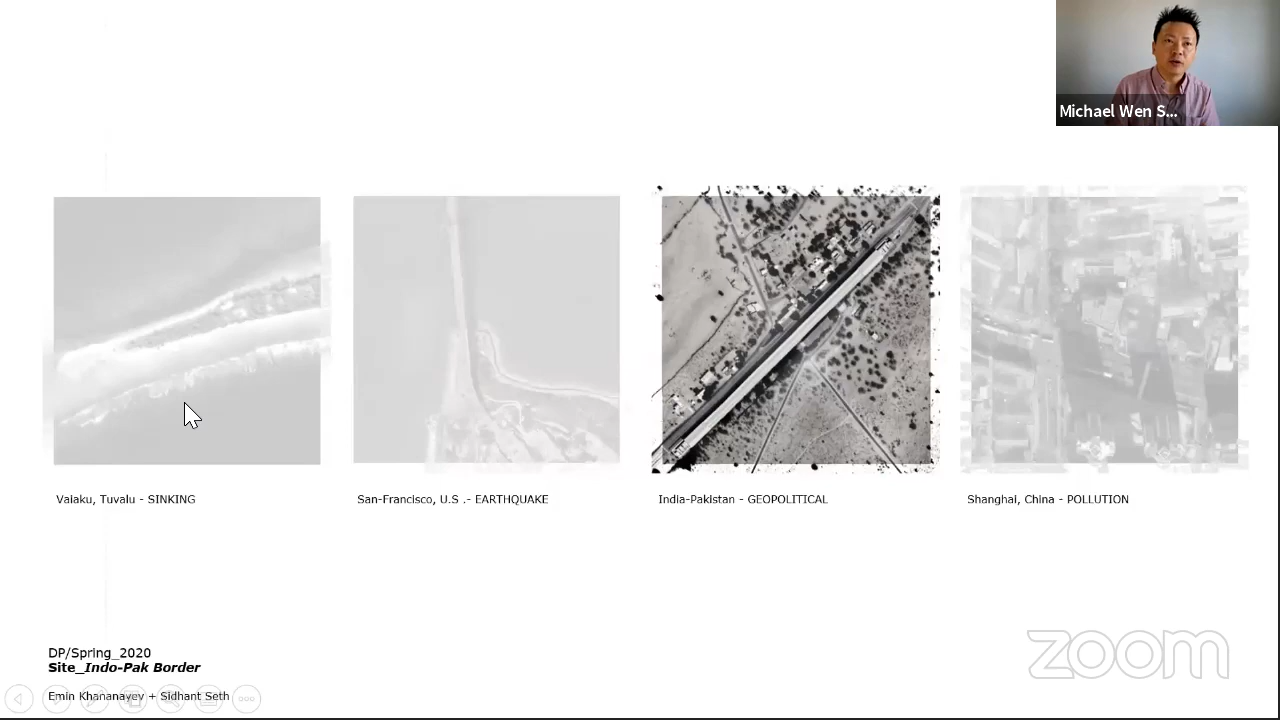 Michael Wen S...
Vaiaku, Tuvalu - SINKING
San-Francisco, U.S .- EARTHQUAKE
India-Pakistan - GEOPOLITICAL
Shanghai, China - POLLUTION
DP/Spring_2020
Site_Indo-Pak Border
Emin Khananayev + Sidhant Seth
zoom